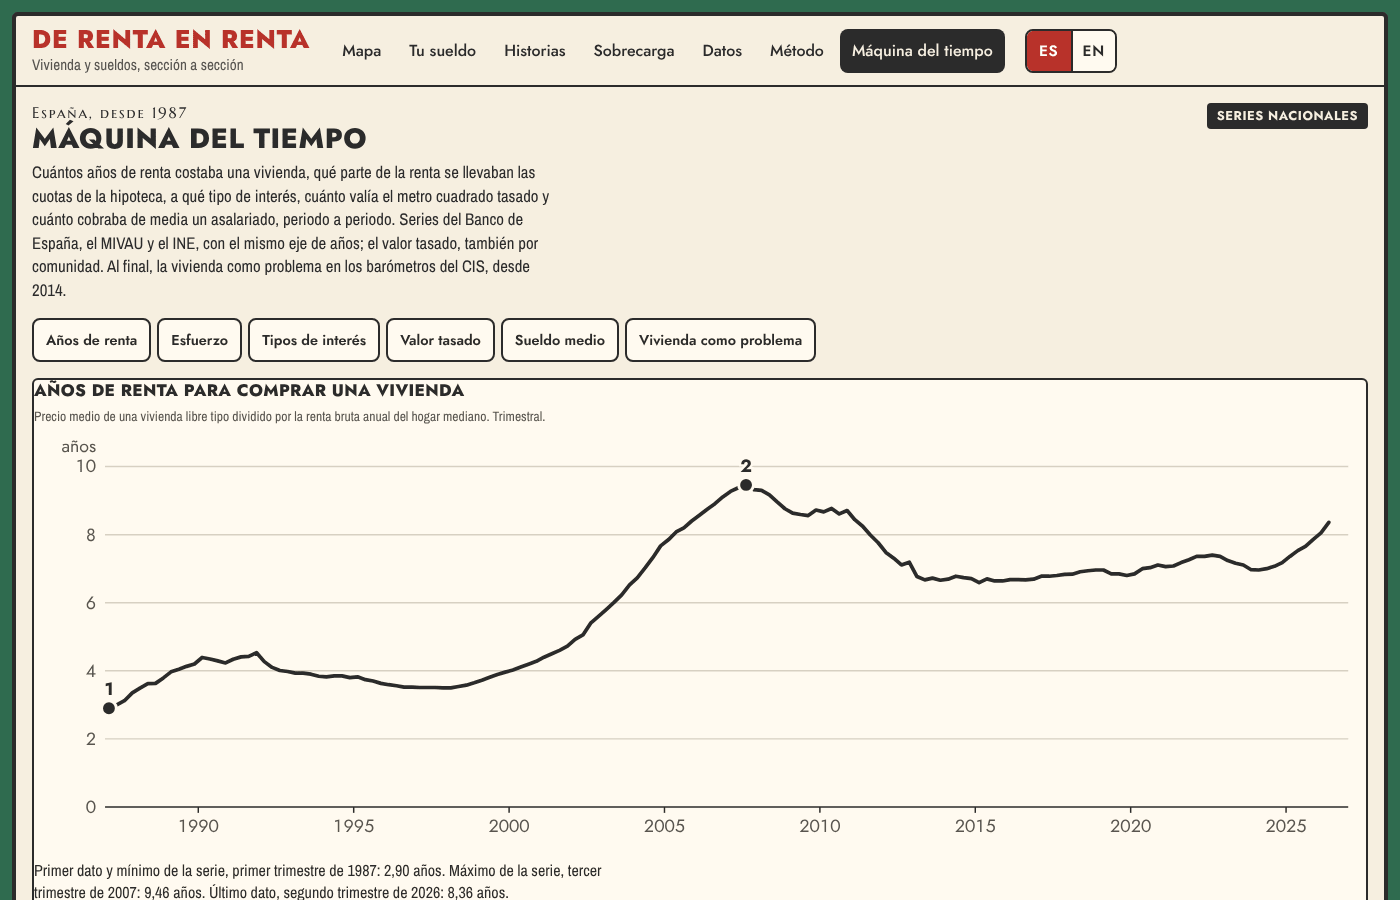 DE RENTA EN RENTA
Vivienda y sueldos, sección a sección
Mapa
Tu sueldo
Historias
Sobrecarga
Datos
Método
Máquina del tiempo
ES
EN
España, desde 1987
MÁQUINA DEL TIEMPO
SERIES NACIONALES
Cuántos años de renta costaba una vivienda, qué parte de la renta se llevaban las
cuotas de la hipoteca, a qué tipo de interés, cuánto valía el metro cuadrado tasado y
cuánto cobraba de media un asalariado, periodo a periodo. Series del Banco de
España, el MIVAU y el INE, con el mismo eje de años; el valor tasado, también por
comunidad. Al final, la vivienda como problema en los barómetros del CIS, desde
2014.
Años de renta
Esfuerzo
Tipos de interés
Valor tasado
Sueldo medio
Vivienda como problema
AÑOS DE RENTA PARA COMPRAR UNA VIVIENDA
Precio medio de una vivienda libre tipo dividido por la renta bruta anual del hogar mediano. Trimestral.
años
10
8
6
4
2
0
1
2
1990
1995
2000
2005
2010
2015
2020
2025
Primer dato y mínimo de la serie, primer trimestre de 1987: 2,90 años. Máximo de la serie, tercer
trimestre de 2007: 9,46 años. Último dato, segundo trimestre de 2026: 8,36 años.